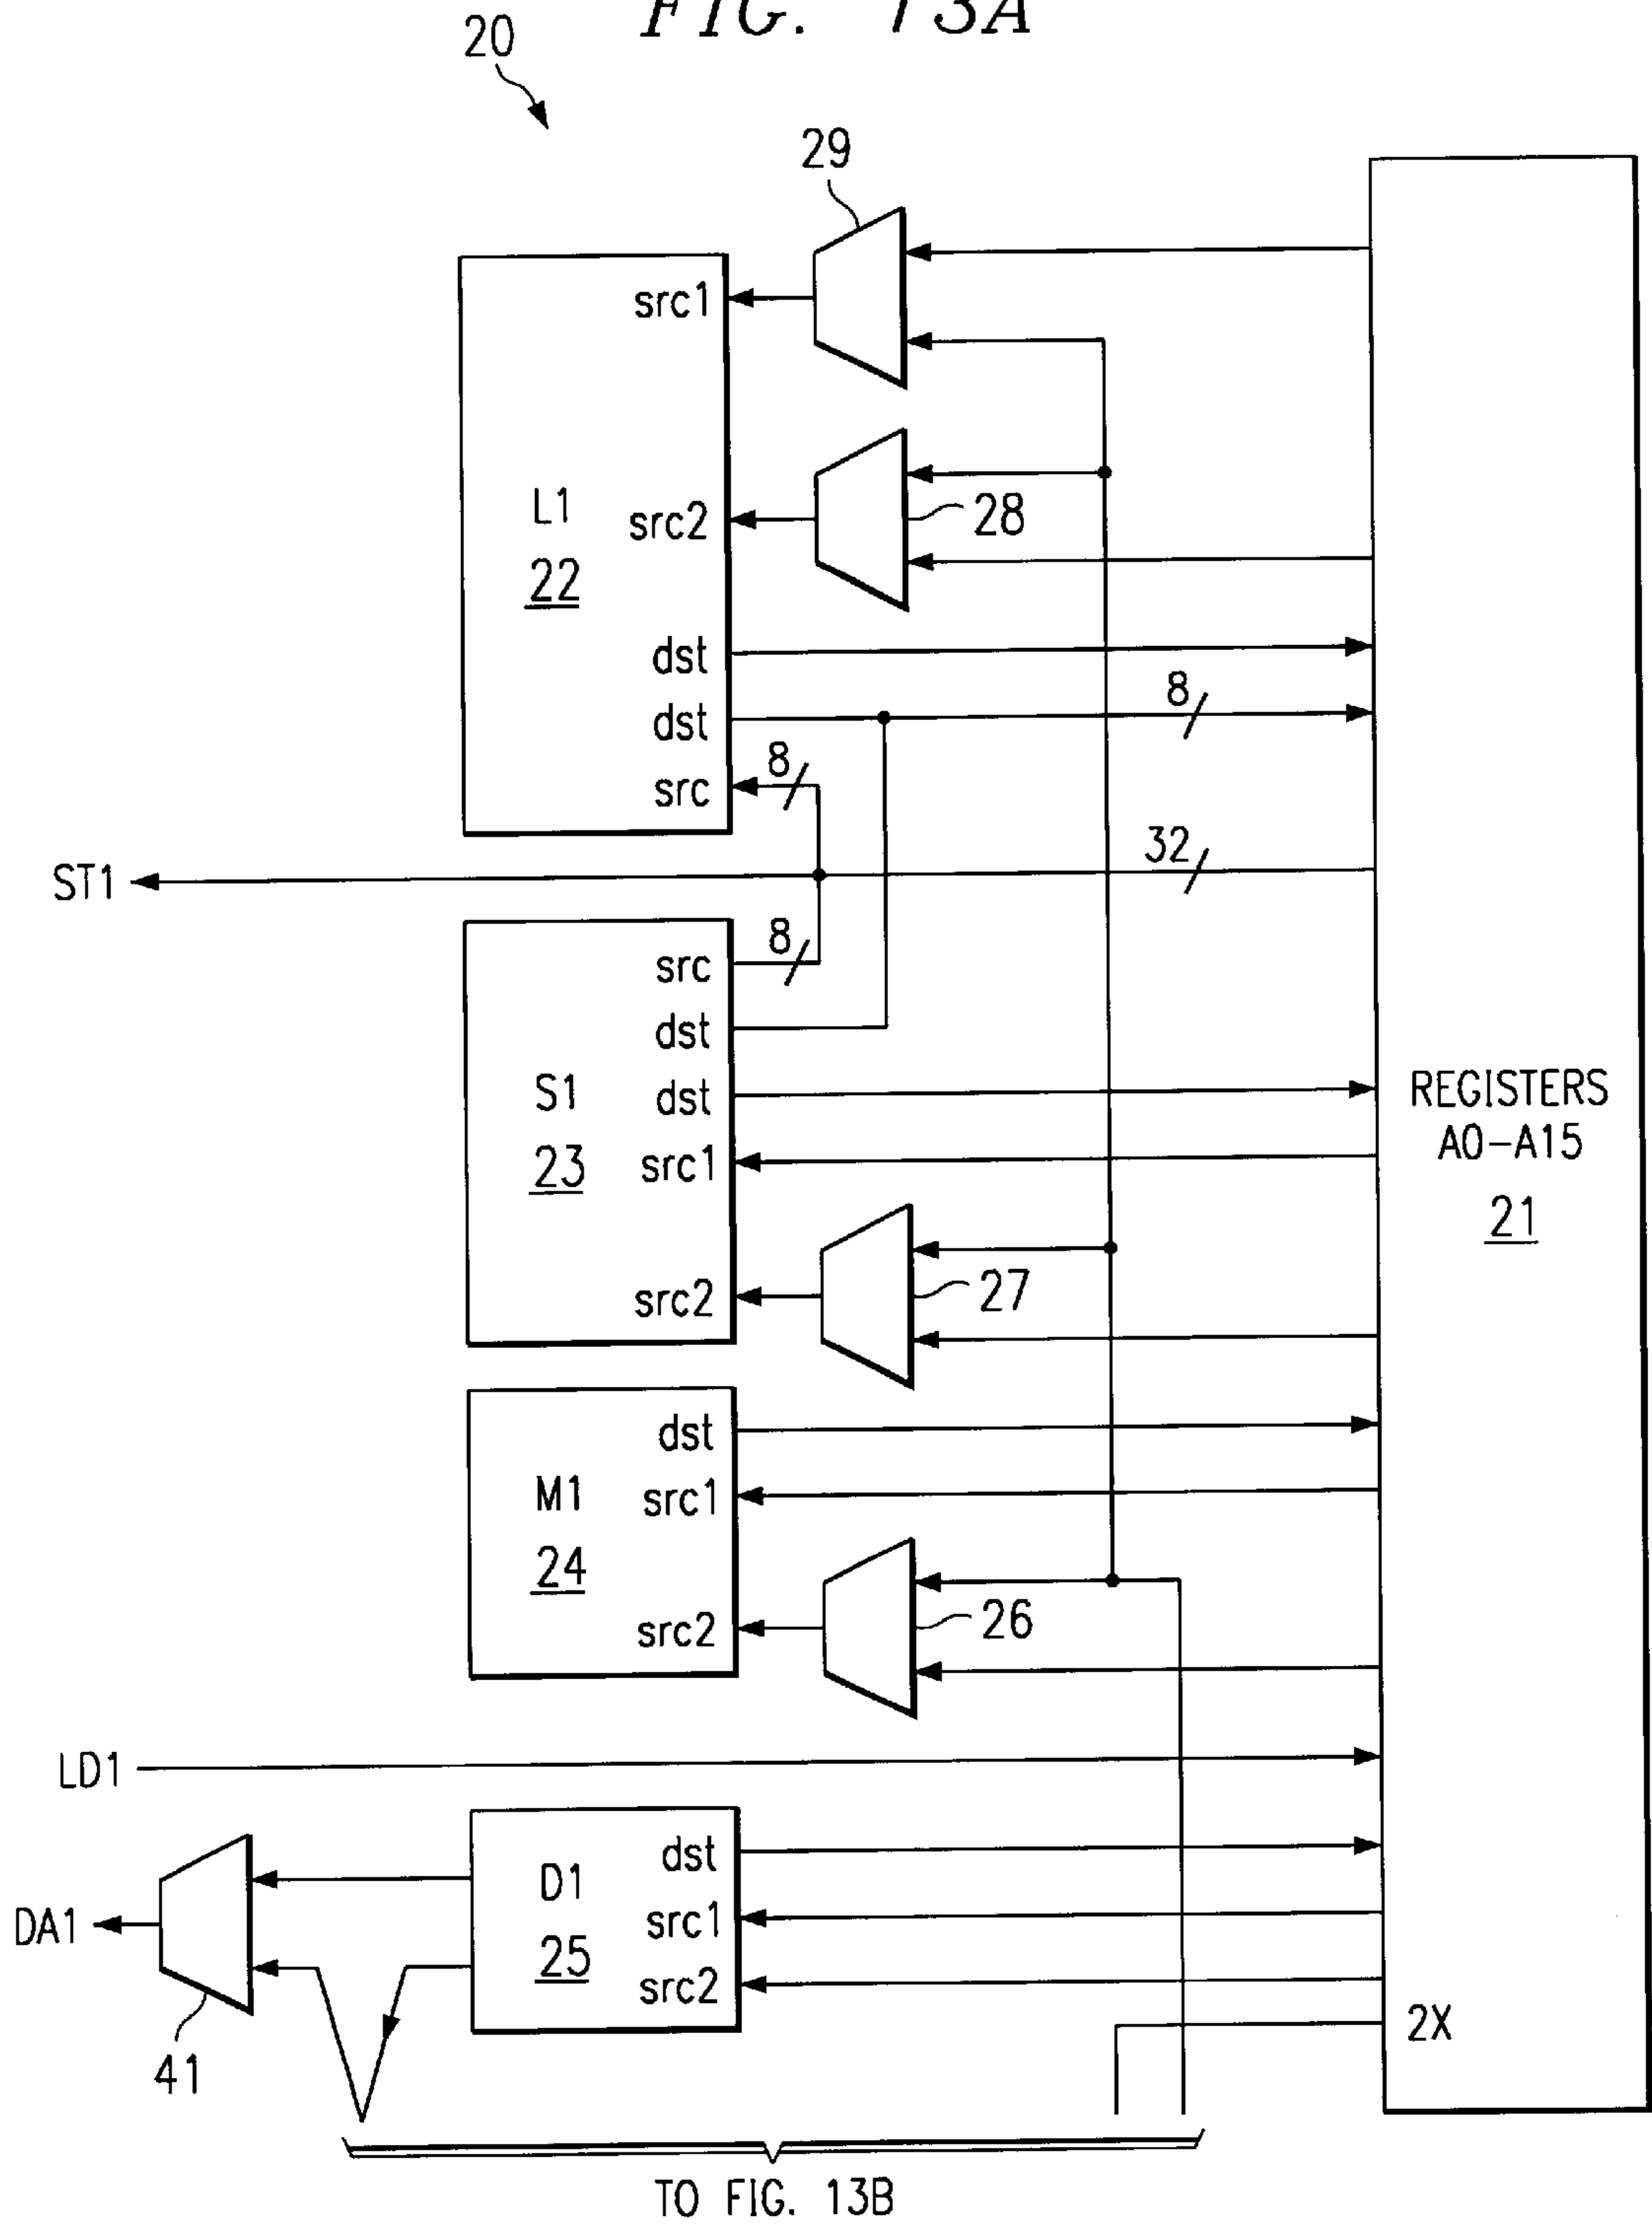 FIG. 13A
20
29
src1
28
L1
src2
22
dst
8
dst
8
src
32
ST1
8
src
dst
S1
dst
REGISTERS
A0-A15
23
src1
21
27
src2
dst
M1
src1
24
26
src2
LD1
dst
D1
DA1
src1
25
src2
2X
41
TO FIG. 13B